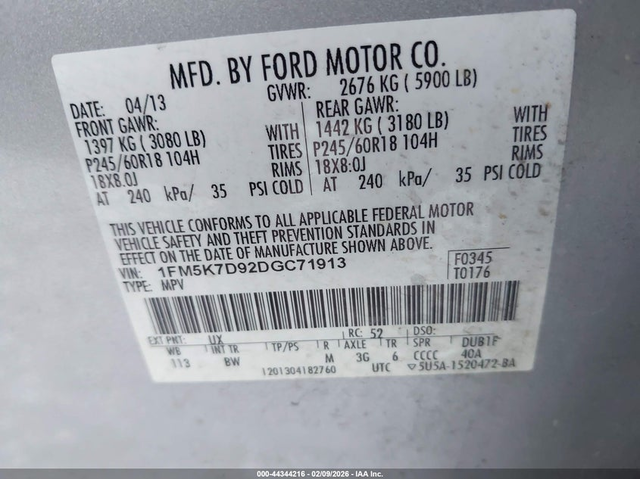 MFD. BY FORD MOTOR CO.
DATE: 04/13 GVWR: 2676 KG ( 5900 LB)
FRONT GAWR: REAR GAWR:
1397 KG ( 3080 LB) WITH 1442 KG ( 3180 LB) WITH
P245/60R18 104H TIRES P245/60R18 104H TIRES
18X8.0J RIMS 18X8.0J RIMS
AT 240 kPa/ 35 PSI COLD AT 240 kPa/ 35 PSI COLD
THIS VEHICLE CONFORMS TO ALL APPLICABLE FEDERAL MOTOR
VEHICLE SAFETY AND THEFT PREVENTION STANDARDS IN
EFFECT ON THE DATE OF MANUFACTURE SHOWN ABOVE.
VIN: 1FM5K7D92DGC71913 F0345
TYPE: MPV T0176
EXT PNT: UX RC: 52 DSO:
WB INT TR TP/PS R AXLE TR SPR DUB1F
113 BW M 3G 6 CCCC 40A
1201304182760 UTC ▽5U5A-1520472-BA
000-44344216 - 02/09/2026 - IAA Inc.